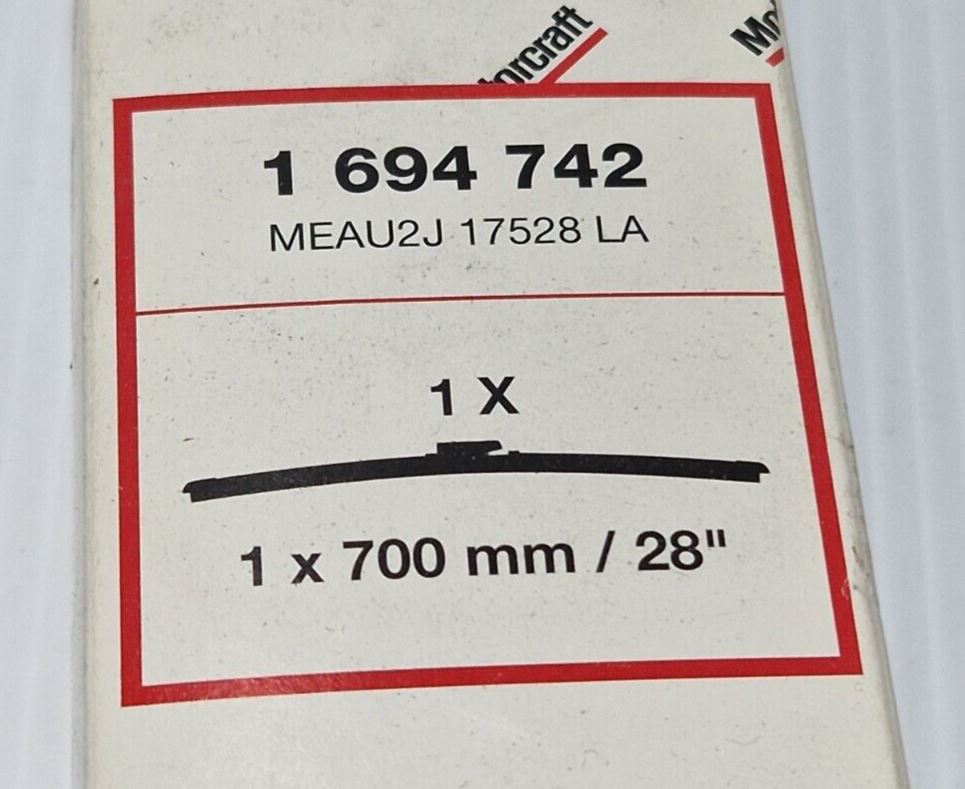 1 694 742
MEAU2J 17528 LA
1 X
1 x 700 mm / 28"